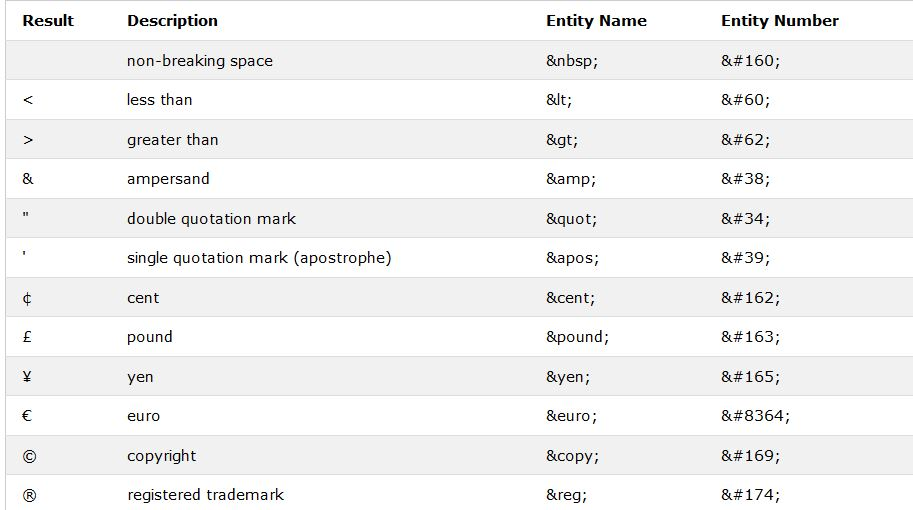 Result Description Entity Name Entity Number
non-breaking space &nbsp; &#160;
< less than &lt; &#60;
> greater than &gt; &#62;
& ampersand &amp; &#38;
" double quotation mark &quot; &#34;
' single quotation mark (apostrophe) &apos; &#39;
¢ cent &cent; &#162;
£ pound &pound; &#163;
¥ yen &yen; &#165;
€ euro &euro; &#8364;
© copyright &copy; &#169;
® registered trademark &reg; &#174;